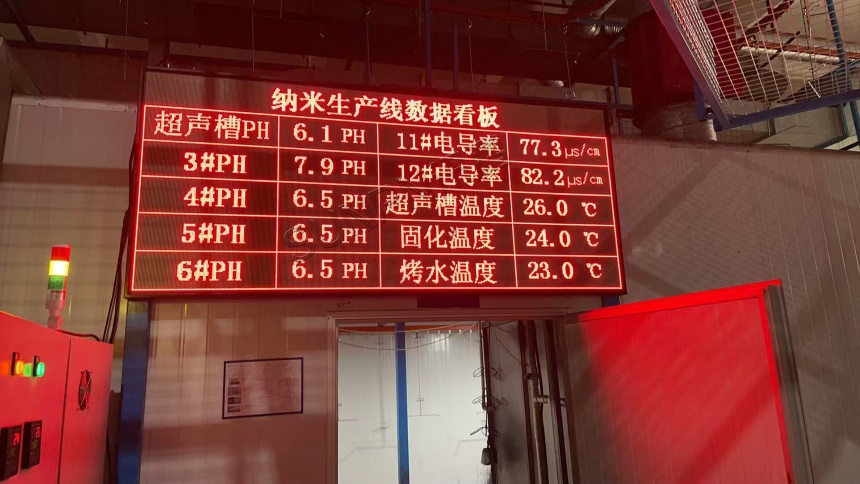 纳米生产线数据看板
超声槽PH 6.1 PH 11#电导率 77.3 μs/cm
3#PH 7.9 PH 12#电导率 82.2 μs/cm
4#PH 6.5 PH 超声槽温度 26.0 ℃
5#PH 6.5 PH 固化温度 24.0 ℃
6#PH 6.5 PH 烤水温度 23.0 ℃